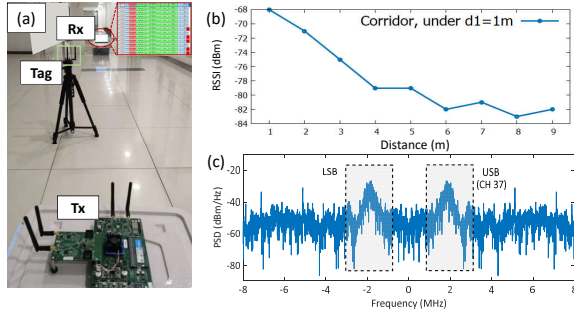 (a)
Rx
Tag
Tx
(b)
Corridor, under d1=1m
RSSI (dBm)
-68
-70
-72
-74
-76
-78
-80
-82
-84
1 2 3 4 5 6 7 8 9
Distance (m)
(c)
LSB
USB
(CH 37)
PSD (dBm/Hz)
-20
-40
-60
-80
-8 -6 -4 -2 0 2 4 6 8
Frequency (MHz)